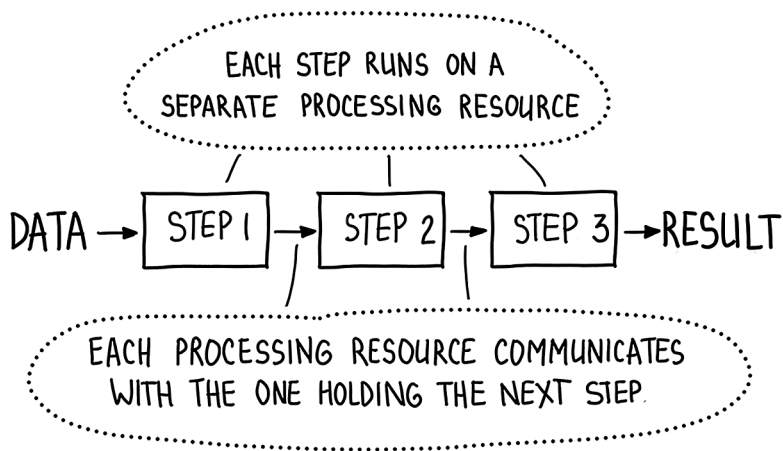 EACH STEP RUNS ON A
SEPARATE PROCESSING RESOURCE
DATA STEP 1 STEP 2 STEP 3 RESULT
EACH PROCESSING RESOURCE COMMUNICATES
WITH THE ONE HOLDING THE NEXT STEP.